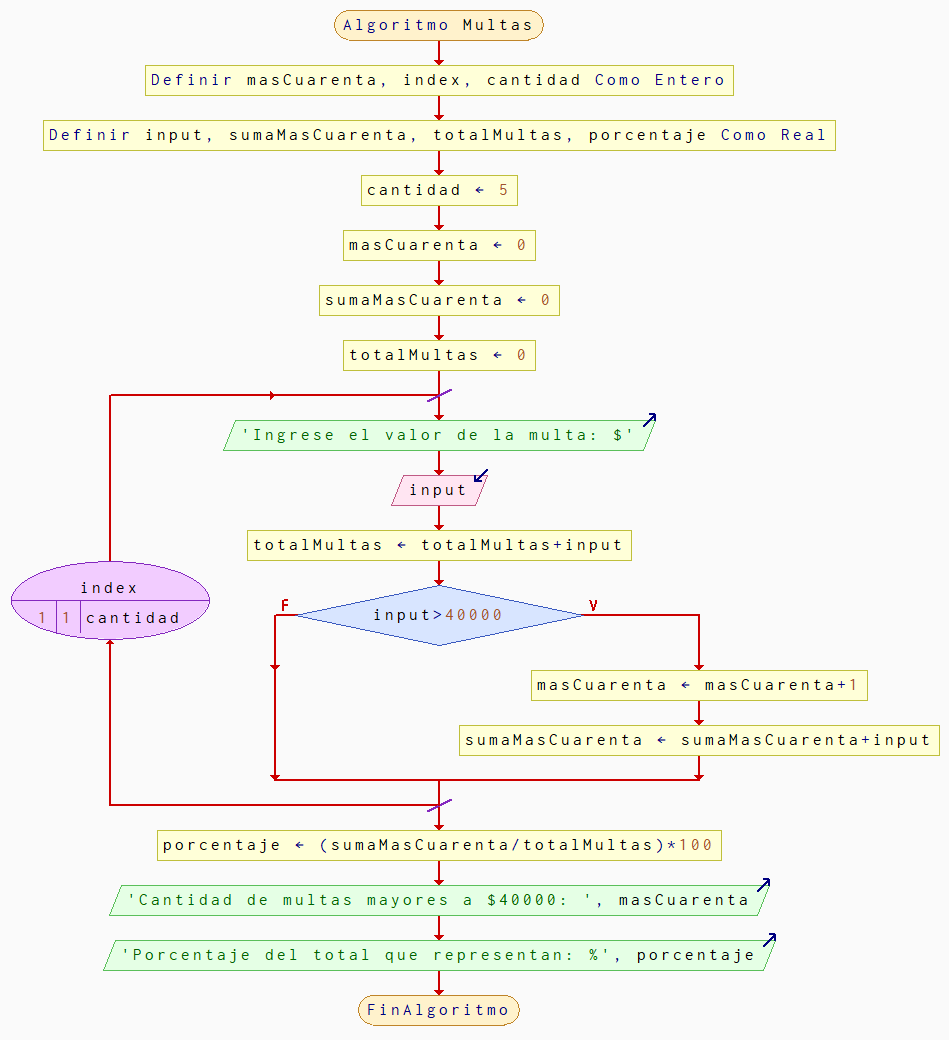 Algoritmo Multas
Definir masCuarenta, index, cantidad Como Entero
Definir input, sumaMasCuarenta, totalMultas, porcentaje Como Real
cantidad ← 5
masCuarenta ← 0
sumaMasCuarenta ← 0
totalMultas ← 0
'Ingrese el valor de la multa: $'
input
totalMultas ← totalMultas+input
index
1 1 cantidad
F
input>40000
V
masCuarenta ← masCuarenta+1
sumaMasCuarenta ← sumaMasCuarenta+input
porcentaje ← (sumaMasCuarenta/totalMultas)*100
'Cantidad de multas mayores a $40000: ', masCuarenta
'Porcentaje del total que representan: %', porcentaje
FinAlgoritmo